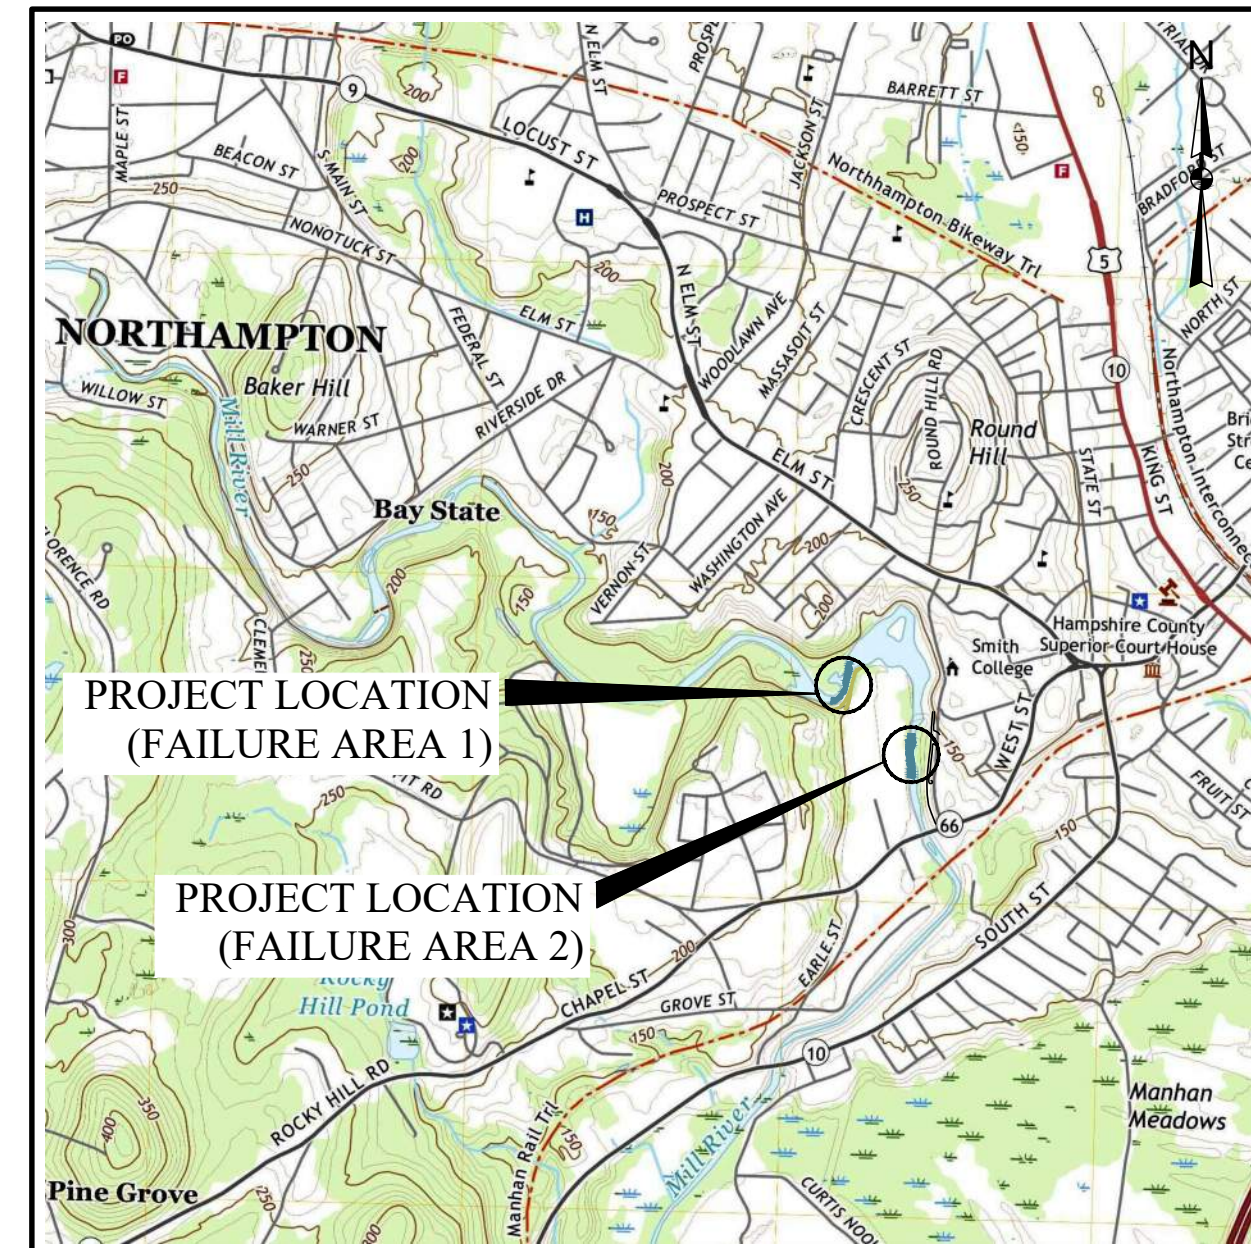 PO
F
9
200
N ELM ST
BARRETT ST
N
MAPLE ST
BEACON ST
S MAIN ST
200
LOCUST ST
JACKSON ST
150
F
BRADFORD ST
250
NONOTUCK ST
H
PROSPECT ST
Northhampton Bikeway Trl
5
200
N ELM ST
NORTH ST
NORTHAMPTON
Baker Hill
FEDERAL ST
ELM ST
WOODLAWN AVE
MASSASOIT ST
CRESCENT ST
ROUND HILL RD
10
WILLOW ST
Mill River
WARNER ST
RIVERSIDE DR
Round
Hill
250
200
ELM ST
250
STATE ST
KING ST
Bay State
150
WASHINGTON AVE
200
VERNON ST
200
150
200
250
Hampshire County
Superior Court House
Smith
College
PROJECT LOCATION
(FAILURE AREA 1)
WEST ST
150
250
66
150
FRUIT ST
PROJECT LOCATION
(FAILURE AREA 2)
300
SOUTH ST
200
EARLE ST
Rocky
Hill Pond
CHAPEL ST
GROVE ST
150
10
ROCKY HILL RD
350
400
Manhan Rail Trl
150
Mill River
Manhan
Meadows
Pine Grove
250
300